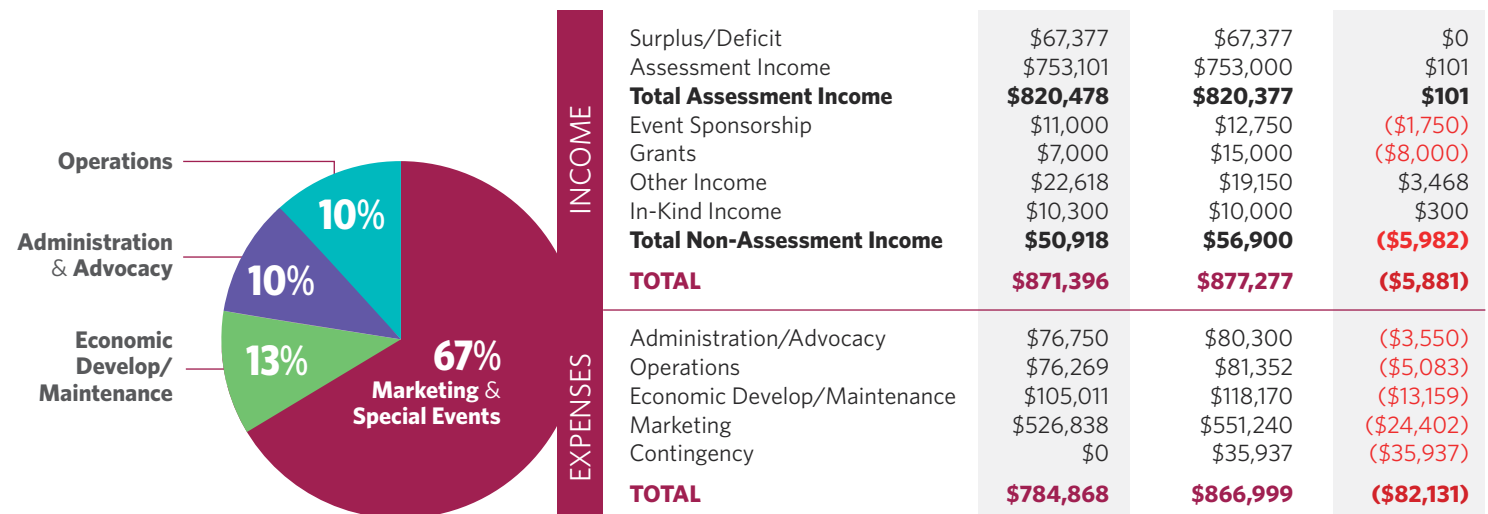 Operations
Administration
& Advocacy
Economic
Develop/
Maintenance
10%
10%
13%
67%
Marketing &
Special Events
INCOME
Surplus/Deficit $67,377 $67,377 $0
Assessment Income $753,101 $753,000 $101
Total Assessment Income $820,478 $820,377 $101
Event Sponsorship $11,000 $12,750 ($1,750)
Grants $7,000 $15,000 ($8,000)
Other Income $22,618 $19,150 $3,468
In-Kind Income $10,300 $10,000 $300
Total Non-Assessment Income $50,918 $56,900 ($5,982)
TOTAL $871,396 $877,277 ($5,881)
EXPENSES
Administration/Advocacy $76,750 $80,300 ($3,550)
Operations $76,269 $81,352 ($5,083)
Economic Develop/Maintenance $105,011 $118,170 ($13,159)
Marketing $526,838 $551,240 ($24,402)
Contingency $0 $35,937 ($35,937)
TOTAL $784,868 $866,999 ($82,131)